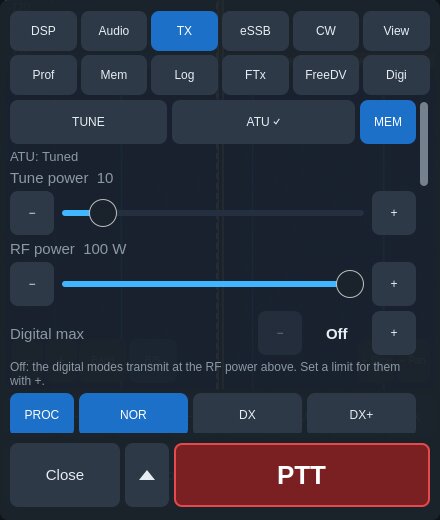 DSP Audio TX eSSB CW View
Prof Mem Log FTx FreeDV Digi
TUNE ATU ✓ MEM
ATU: Tuned
Tune power 10
− +
RF power 100 W
− +
Digital max − Off +
Off: the digital modes transmit at the RF power above. Set a limit for them
with +.
PROC NOR DX DX+
Close PTT